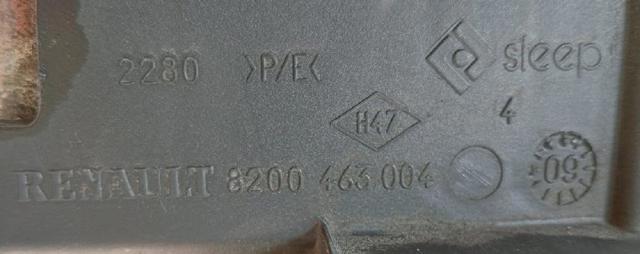 2280 >P/E< sleep
H47 4
RENAULT 8200 463 004 09